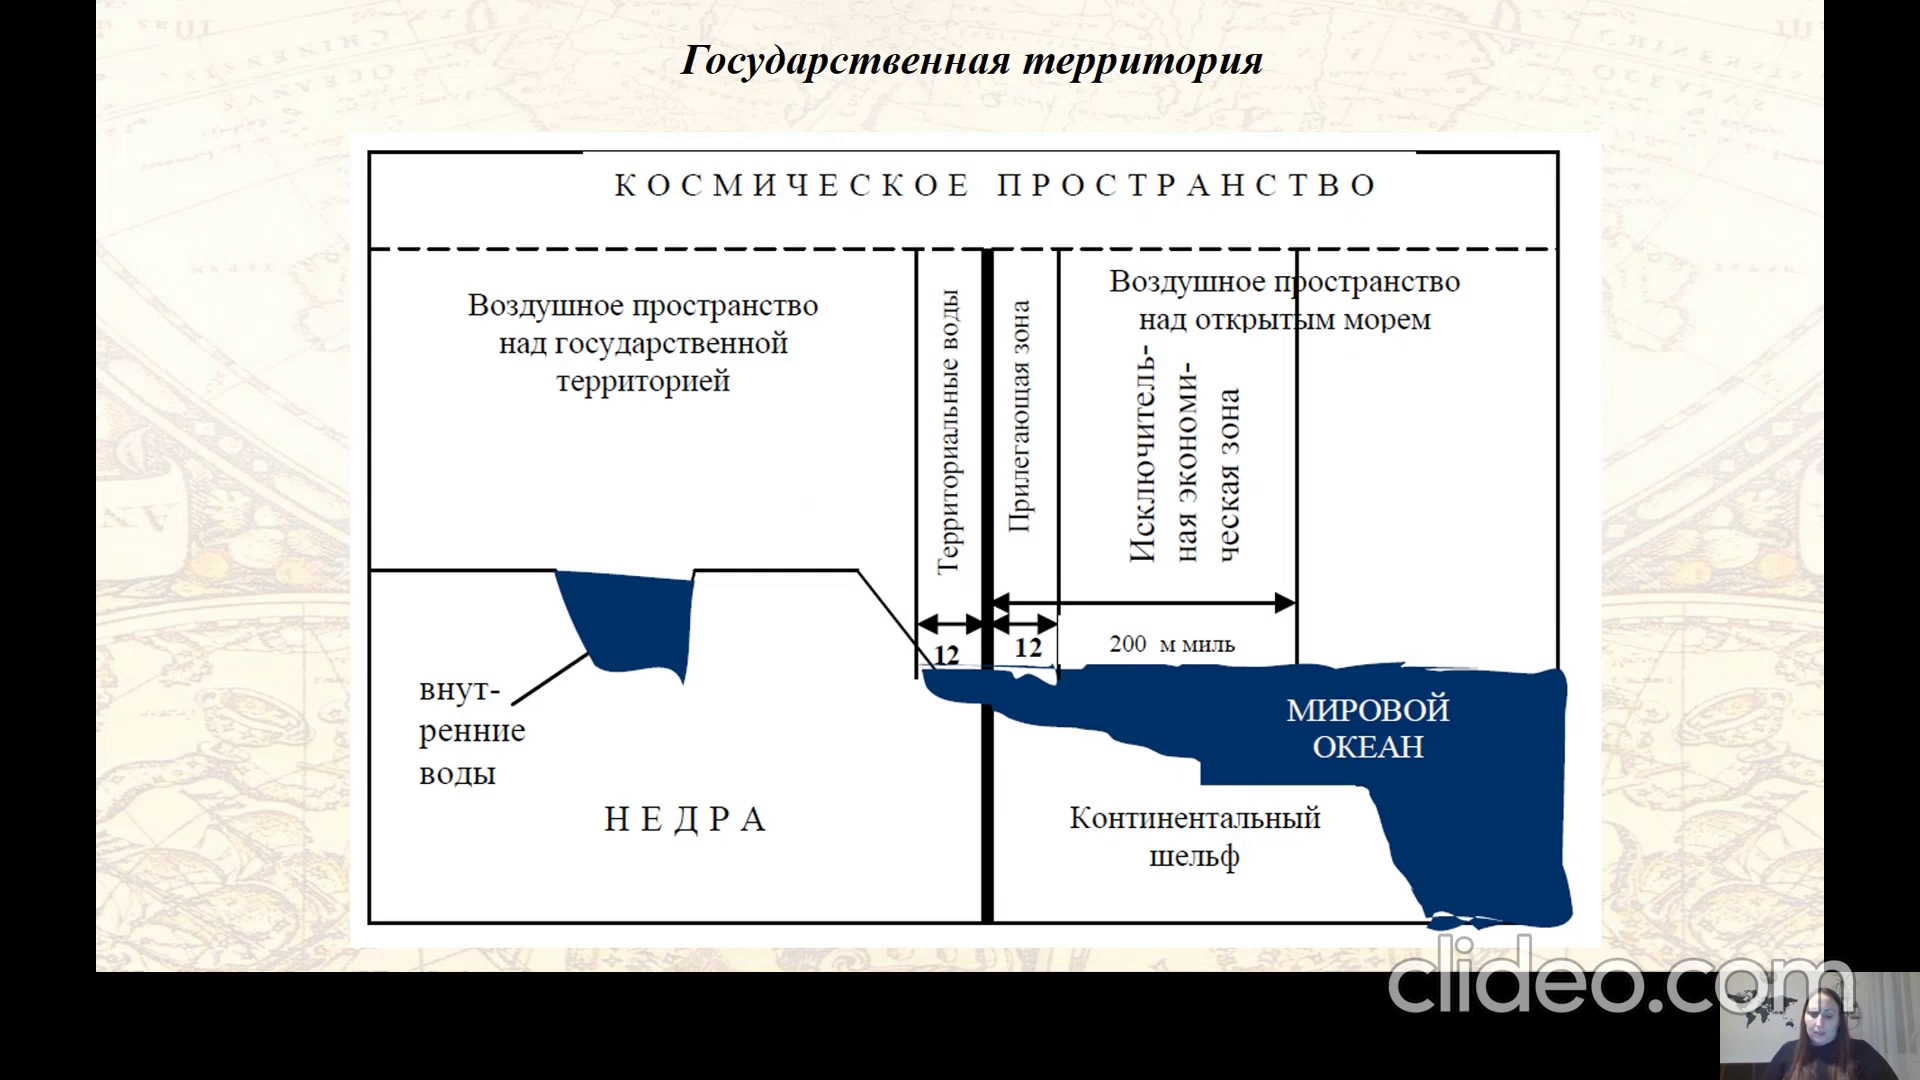 Государственная территория
КОСМИЧЕСКОЕ ПРОСТРАНСТВО
Воздушное пространство
над государственной
территорией
Территориальные воды
Прилегающая зона
Воздушное пространство
над открытым морем
Исключитель-
ная экономи-
ческая зона
12
12
200 м миль
внут-
ренние
воды
МИРОВОЙ
ОКЕАН
НЕДРА
Континентальный
шельф
clideo.com